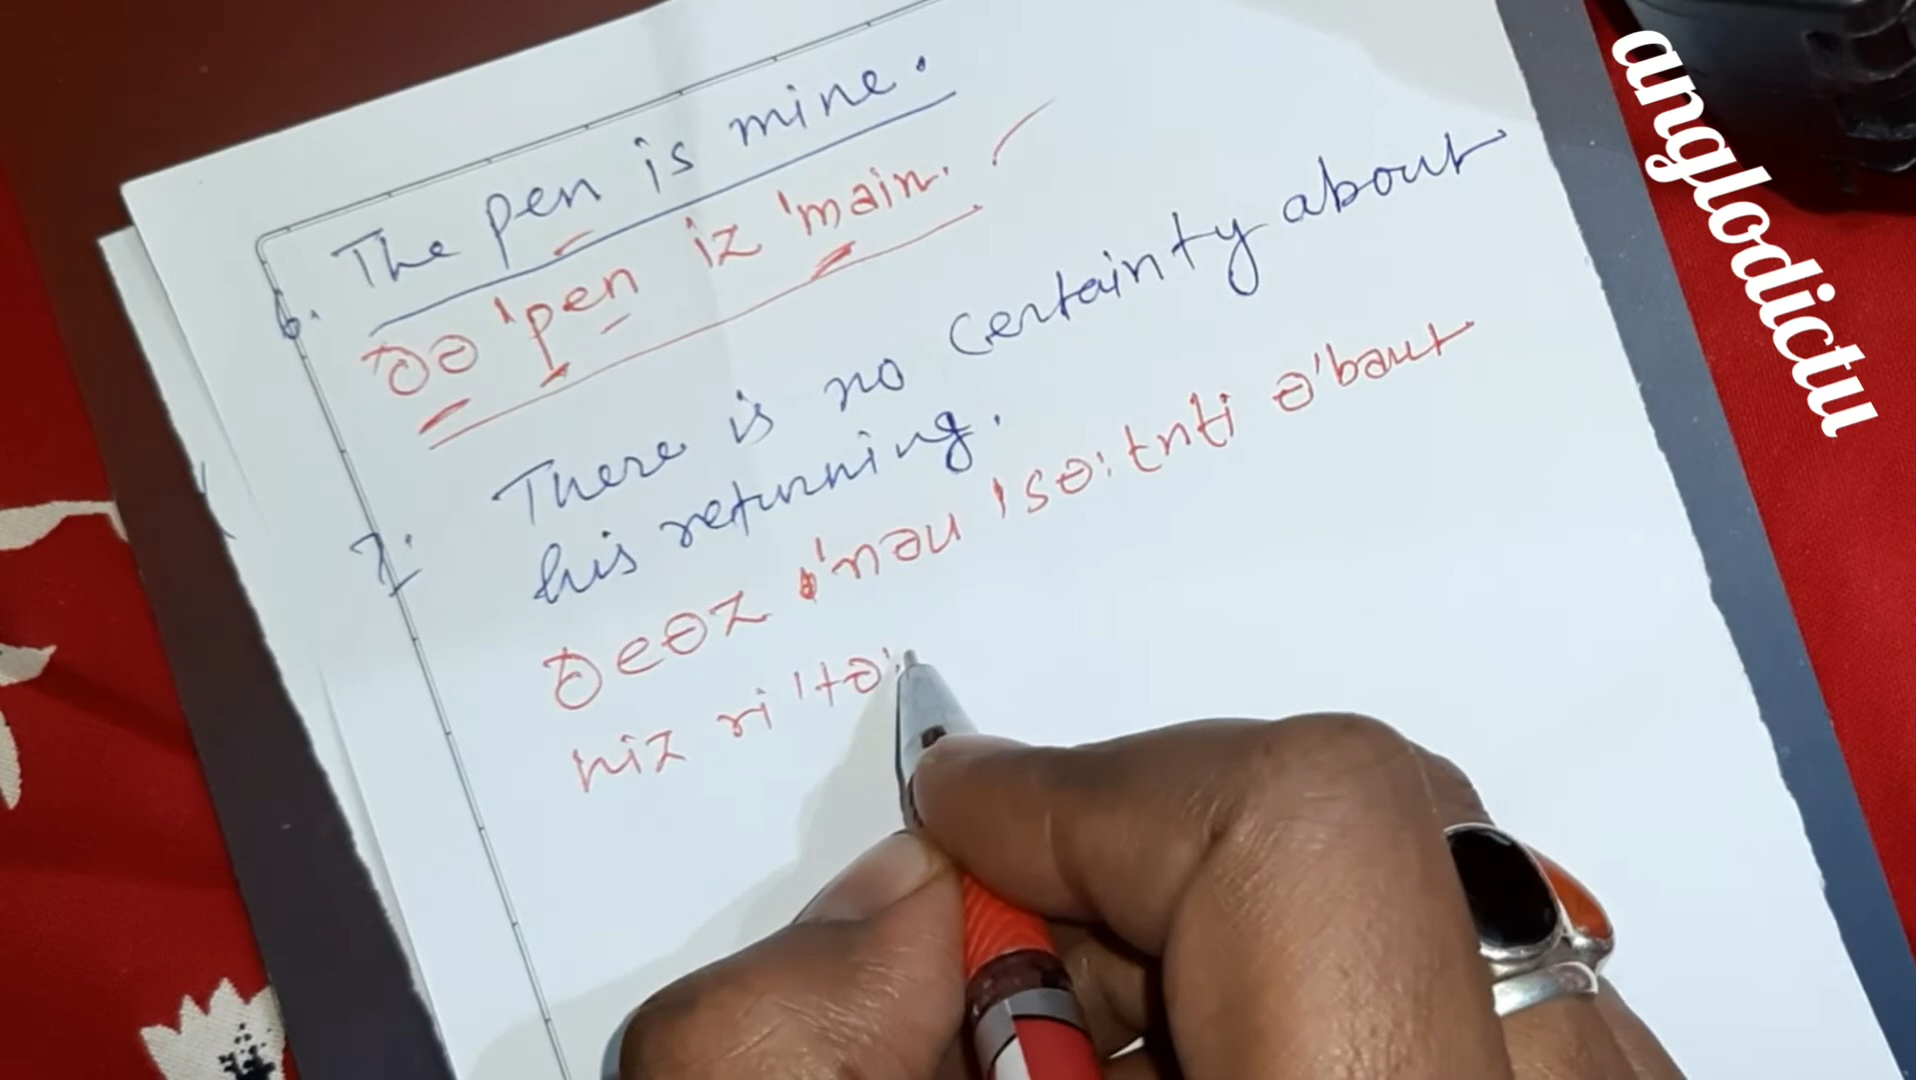 6. The pen is mine.
ðə 'pen iz 'main.
7. There is no certainty about
his returning.
ðeəz 'nəu 'sə:tnti ə'baut
hiz ri'tə:
anglodictu